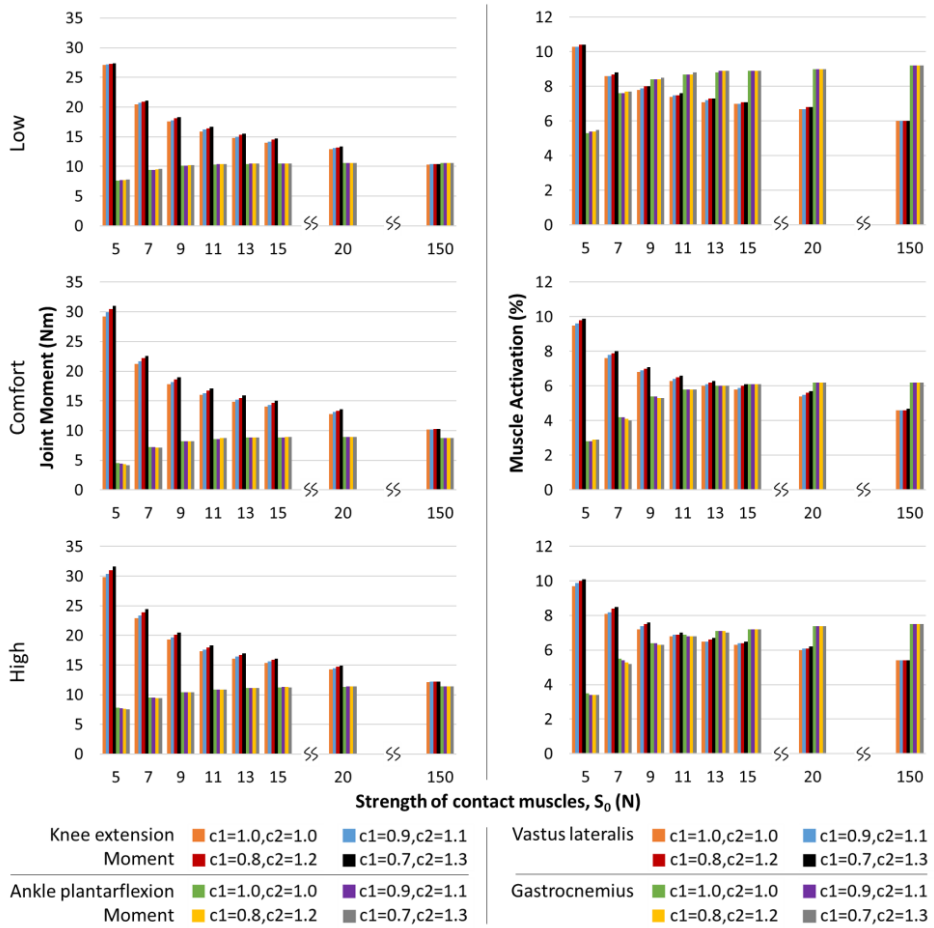 35
30
25
20
15
10
5
0
Low
5 7 9 11 13 15 20 150
12
10
8
6
4
2
0
5 7 9 11 13 15 20 150
35
30
25
20
15
10
5
0
Comfort
Joint Moment (Nm)
5 7 9 11 13 15 20 150
12
10
8
6
4
2
0
Muscle Activation (%)
5 7 9 11 13 15 20 150
35
30
25
20
15
10
5
0
High
5 7 9 11 13 15 20 150
12
10
8
6
4
2
0
5 7 9 11 13 15 20 150
Strength of contact muscles, S₀ (N)
Knee extension c1=1.0,c2=1.0 c1=0.9,c2=1.1
Moment c1=0.8,c2=1.2 c1=0.7,c2=1.3
Ankle plantarflexion c1=1.0,c2=1.0 c1=0.9,c2=1.1
Moment c1=0.8,c2=1.2 c1=0.7,c2=1.3
Vastus lateralis c1=1.0,c2=1.0 c1=0.9,c2=1.1
c1=0.8,c2=1.2 c1=0.7,c2=1.3
Gastrocnemius c1=1.0,c2=1.0 c1=0.9,c2=1.1
c1=0.8,c2=1.2 c1=0.7,c2=1.3